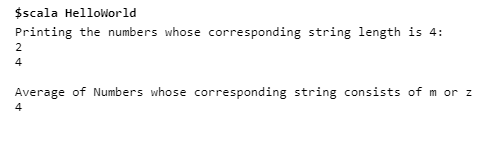 $scala HelloWorld
Printing the numbers whose corresponding string length is 4:
2
4
Average of Numbers whose corresponding string consists of m or z
4